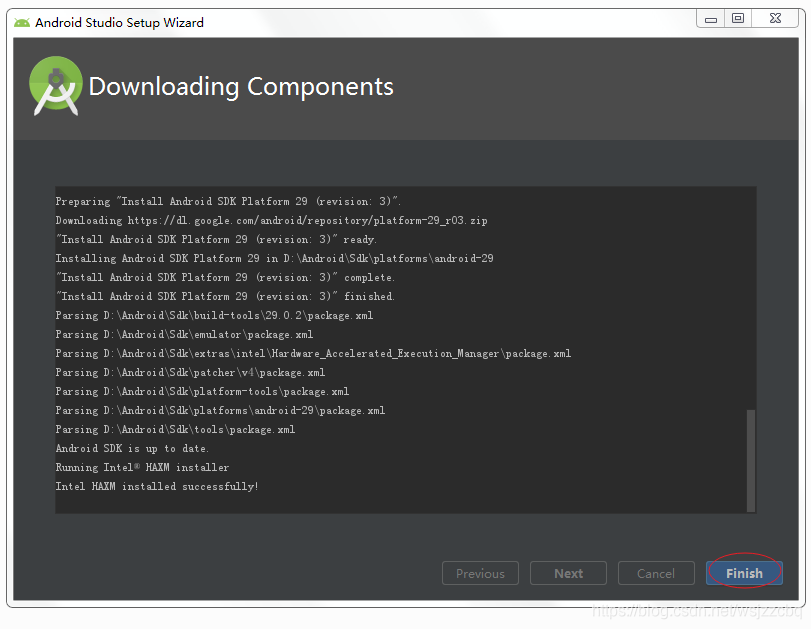 Android Studio Setup Wizard
Downloading Components
Preparing "Install Android SDK Platform 29 (revision: 3)".
Downloading https://dl.google.com/android/repository/platform-29_r03.zip
"Install Android SDK Platform 29 (revision: 3)" ready.
Installing Android SDK Platform 29 in D:\Android\Sdk\platforms\android-29
"Install Android SDK Platform 29 (revision: 3)" complete.
"Install Android SDK Platform 29 (revision: 3)" finished.
Parsing D:\Android\Sdk\build-tools\29.0.2\package.xml
Parsing D:\Android\Sdk\emulator\package.xml
Parsing D:\Android\Sdk\extras\intel\Hardware_Accelerated_Execution_Manager\package.xml
Parsing D:\Android\Sdk\patcher\v4\package.xml
Parsing D:\Android\Sdk\platform-tools\package.xml
Parsing D:\Android\Sdk\platforms\android-29\package.xml
Parsing D:\Android\Sdk\tools\package.xml
Android SDK is up to date.
Running Intel® HAXM installer
Intel HAXM installed successfully!
Previous Next Cancel Finish
https://blog.csdn.net/wsjzzcbq